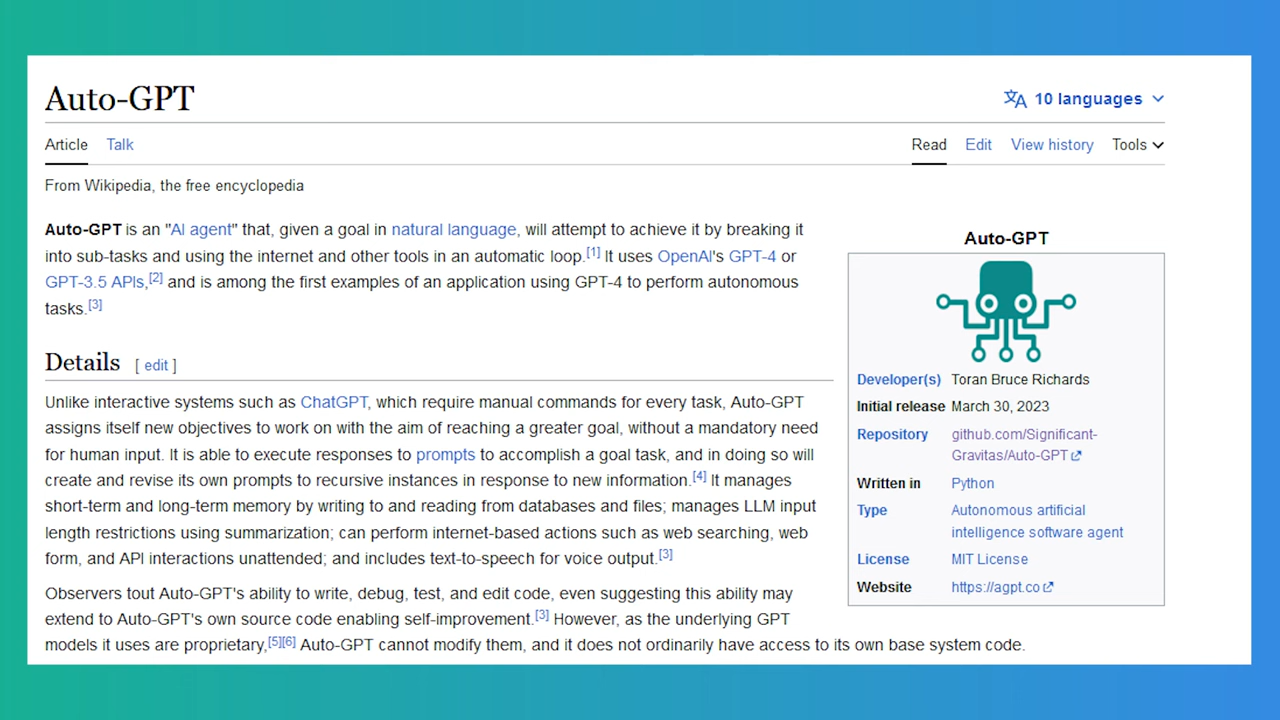 Auto-GPT
10 languages
Article Talk Read Edit View history Tools
From Wikipedia, the free encyclopedia
Auto-GPT is an "AI agent" that, given a goal in natural language, will attempt to achieve it by breaking it
into sub-tasks and using the internet and other tools in an automatic loop.[1] It uses OpenAI's GPT-4 or
GPT-3.5 APIs,[2] and is among the first examples of an application using GPT-4 to perform autonomous
tasks.[3]
Details [ edit ]
Unlike interactive systems such as ChatGPT, which require manual commands for every task, Auto-GPT
assigns itself new objectives to work on with the aim of reaching a greater goal, without a mandatory need
for human input. It is able to execute responses to prompts to accomplish a goal task, and in doing so will
create and revise its own prompts to recursive instances in response to new information.[4] It manages
short-term and long-term memory by writing to and reading from databases and files; manages LLM input
length restrictions using summarization; can perform internet-based actions such as web searching, web
form, and API interactions unattended; and includes text-to-speech for voice output.[3]
Observers tout Auto-GPT's ability to write, debug, test, and edit code, even suggesting this ability may
extend to Auto-GPT's own source code enabling self-improvement.[3] However, as the underlying GPT
models it uses are proprietary,[5][6] Auto-GPT cannot modify them, and it does not ordinarily have access to its own base system code.
Auto-GPT
Developer(s) Toran Bruce Richards
Initial release March 30, 2023
Repository github.com/Significant-
Gravitas/Auto-GPT
Written in Python
Type Autonomous artificial
intelligence software agent
License MIT License
Website https://agpt.co